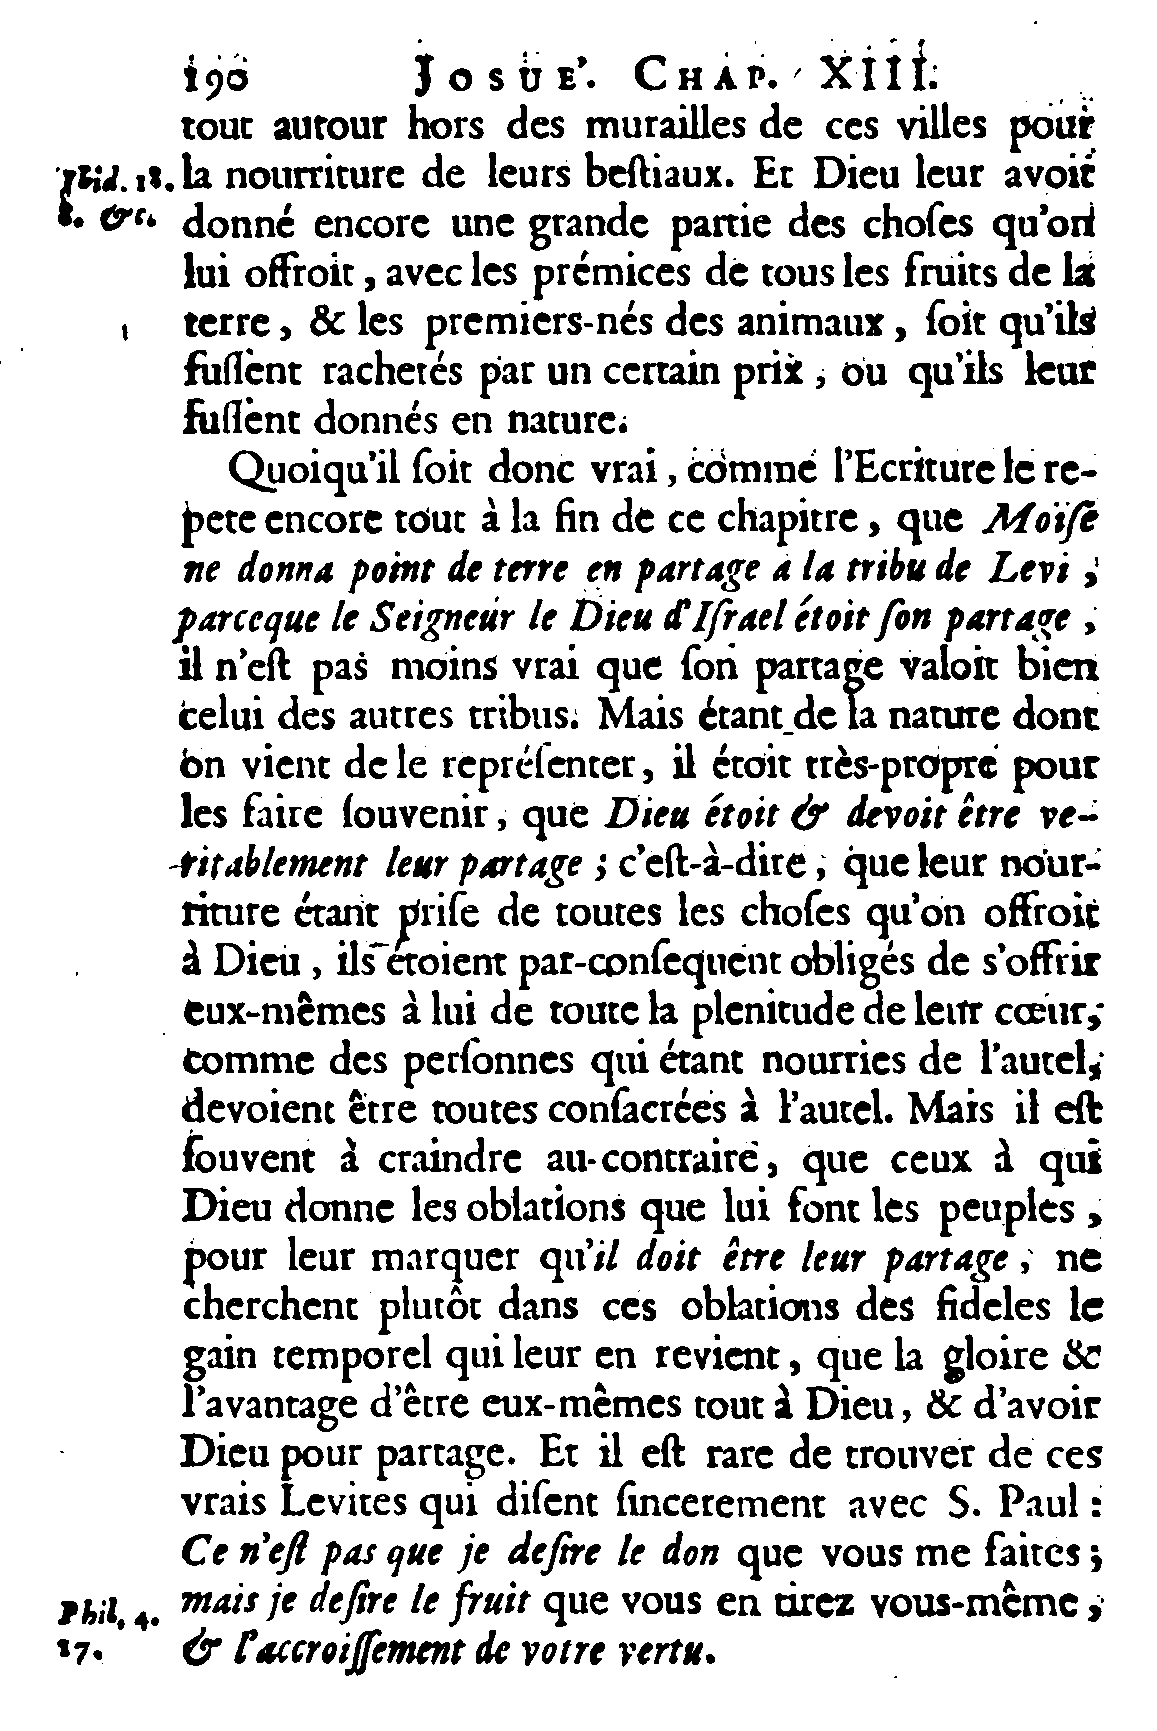 190 JOSUE'. CHAP. XIII.
tout autour hors des murailles de ces villes pour
Ibid. 18. la nourriture de leurs beſtiaux. Et Dieu leur avoit
8. &c. donné encore une grande partie des choſes qu'on
lui offroit, avec les prémices de tous les fruits de la
terre, & les premiers-nés des animaux, ſoit qu'ils
fuſſent rachetés par un certain prix, ou qu'ils leur
fuſſent donnés en nature.
Quoiqu'il ſoit donc vrai, comme l'Ecriture le re-
pete encore tout à la fin de ce chapitre, que Moïſe
ne donna point de terre en partage à la tribu de Levi,
parceque le Seigneur le Dieu d'Iſrael étoit ſon partage,
il n'eſt pas moins vrai que ſon partage valoit bien
celui des autres tribus. Mais étant de la nature dont
on vient de le repréſenter, il étoit très-propre pour
les faire ſouvenir, que Dieu étoit & devoit être ve-
ritablement leur partage; c'eſt-à-dire, que leur nour-
riture étant priſe de toutes les choſes qu'on offroit
à Dieu, ils étoient par-conſequent obligés de s'offrir
eux-mêmes à lui de toute la plenitude de leur cœur,
comme des perſonnes qui étant nourries de l'autel,
devoient être toutes conſacrées à l'autel. Mais il eſt
ſouvent à craindre au-contraire, que ceux à qui
Dieu donne les oblations que lui font les peuples,
pour leur marquer qu'il doit être leur partage, ne
cherchent plutôt dans ces oblations des fideles le
gain temporel qui leur en revient, que la gloire &
l'avantage d'être eux-mêmes tout à Dieu, & d'avoir
Dieu pour partage. Et il eſt rare de trouver de ces
vrais Levites qui diſent ſincerement avec S. Paul:
Ce n'eſt pas que je deſire le don que vous me faites;
Phil. 4. mais je deſire le fruit que vous en tirez vous-même,
17. & l'accroiſſement de votre vertu.